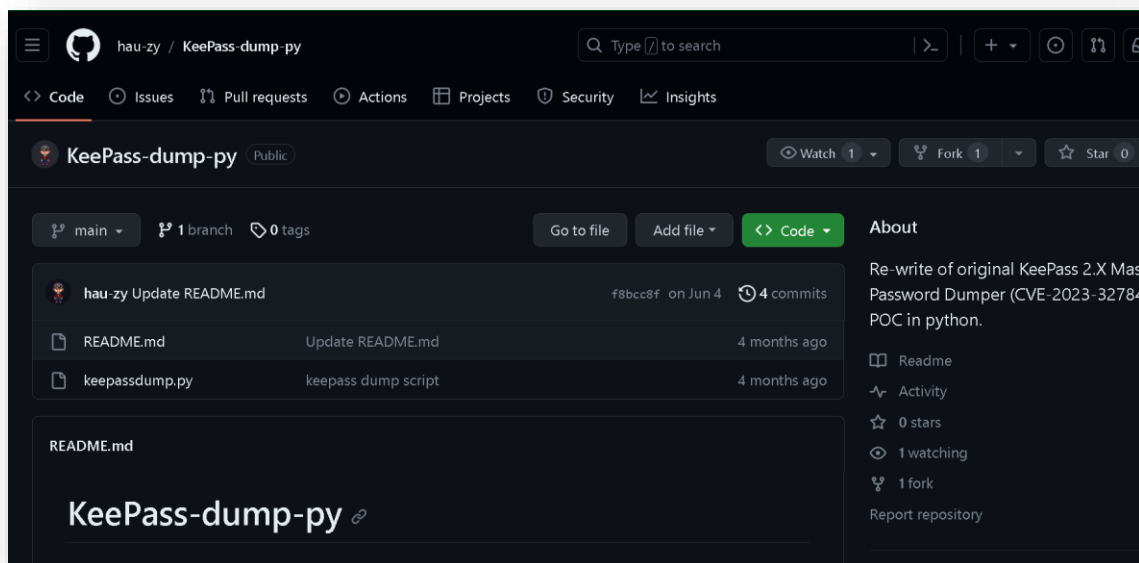 hau-zy / KeePass-dump-py
Type / to search
Code Issues Pull requests Actions Projects Security Insights
KeePass-dump-py Public
Watch 1 Fork 1 Star 0
main 1 branch 0 tags Go to file Add file <> Code
hau-zy Update README.md f8bcc8f on Jun 4 4 commits
README.md Update README.md 4 months ago
keepassdump.py keepass dump script 4 months ago
README.md
KeePass-dump-py
About
Re-write of original KeePass 2.X Mas
Password Dumper (CVE-2023-32784
POC in python.
Readme
Activity
0 stars
1 watching
1 fork
Report repository